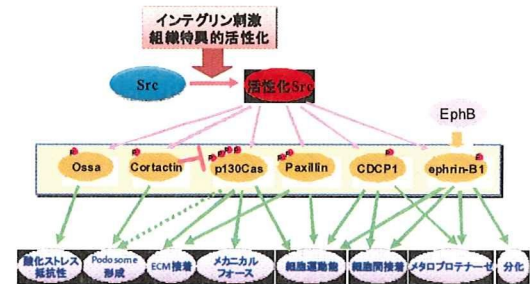 インテグリン刺激
組織特異的活性化
Src
活性化Src
EphB
P
P
P P P P
P P
P
P
Ossa
Cortactin
p130Cas
Paxillin
CDCP1
ephrin-B1
酸化ストレス
抵抗性
Podosome
形成
ECM接着
メカニカル
フォース
細胞運動能
細胞間接着
メタロプロテナーゼ
分化